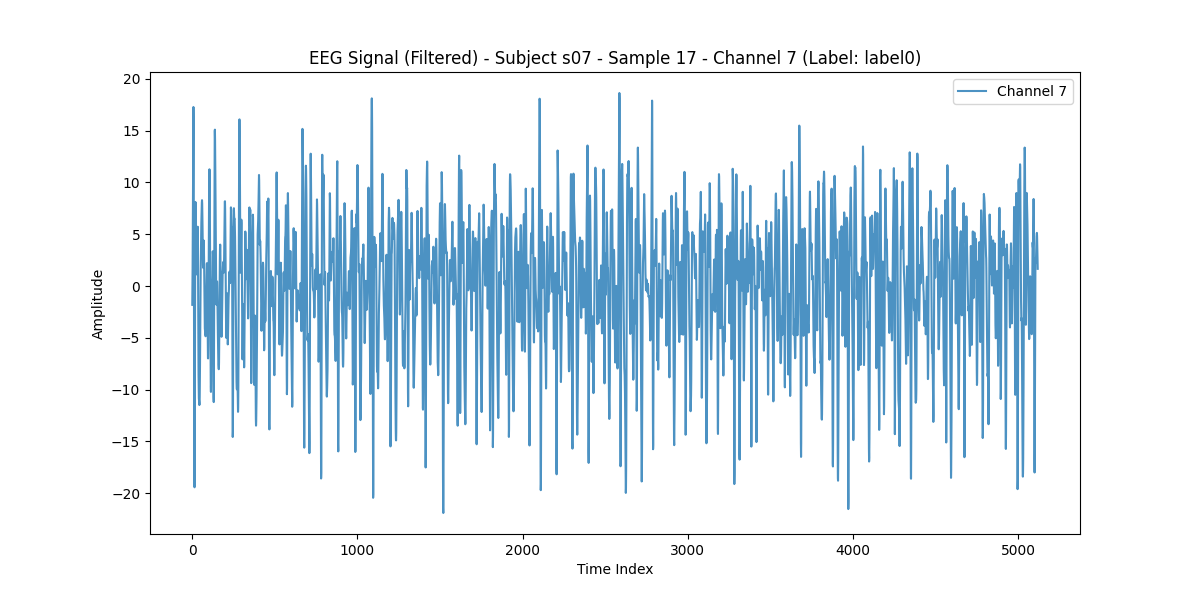 EEG Signal (Filtered) - Subject s07 - Sample 17 - Channel 7 (Label: label0)
Channel 7
20
15
10
5
0
−5
−10
−15
−20
Amplitude
0 1000 2000 3000 4000 5000
Time Index